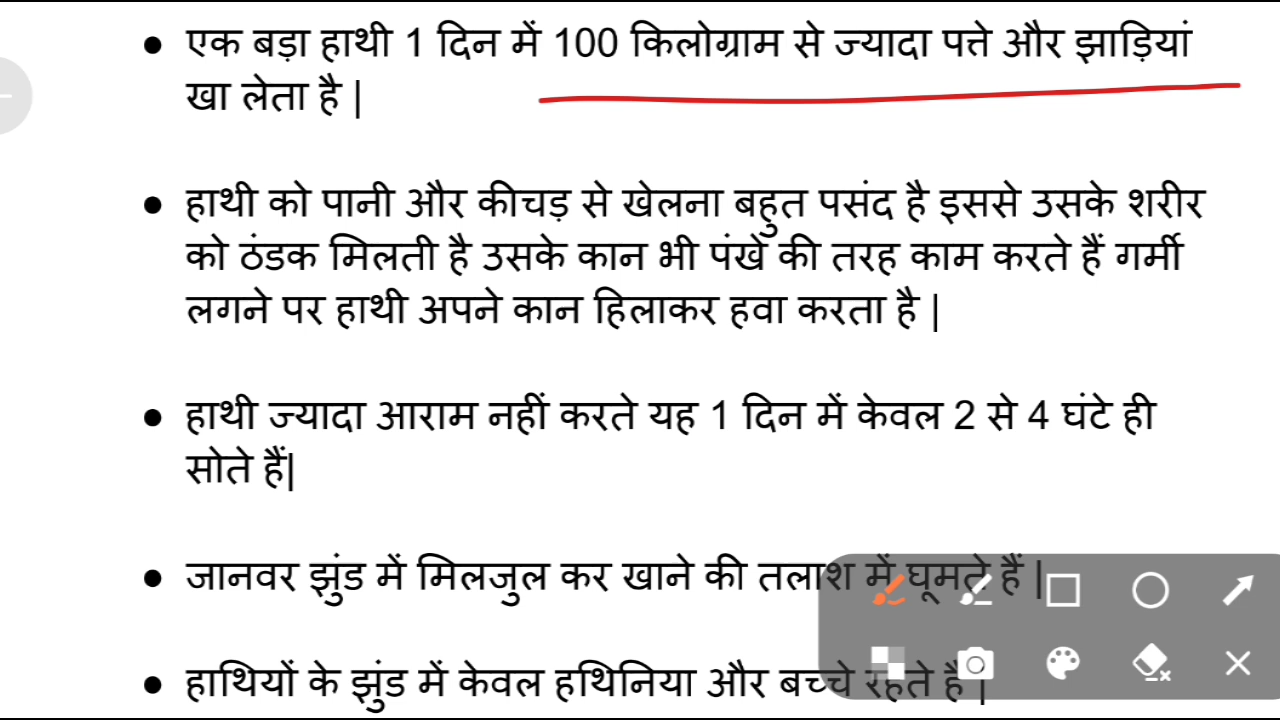 ● एक बड़ा हाथी 1 दिन में 100 किलोग्राम से ज्यादा पत्ते और झाड़ियां
खा लेता है |
● हाथी को पानी और कीचड़ से खेलना बहुत पसंद है इससे उसके शरीर
को ठंडक मिलती है उसके कान भी पंखे की तरह काम करते हैं गर्मी
लगने पर हाथी अपने कान हिलाकर हवा करता है |
● हाथी ज्यादा आराम नहीं करते यह 1 दिन में केवल 2 से 4 घंटे ही
सोते हैं|
● जानवर झुंड में मिलजुल कर खाने की तलाश में घूमते हैं |
● हाथियों के झुंड में केवल हथिनिया और बच्चे रहते हैं |